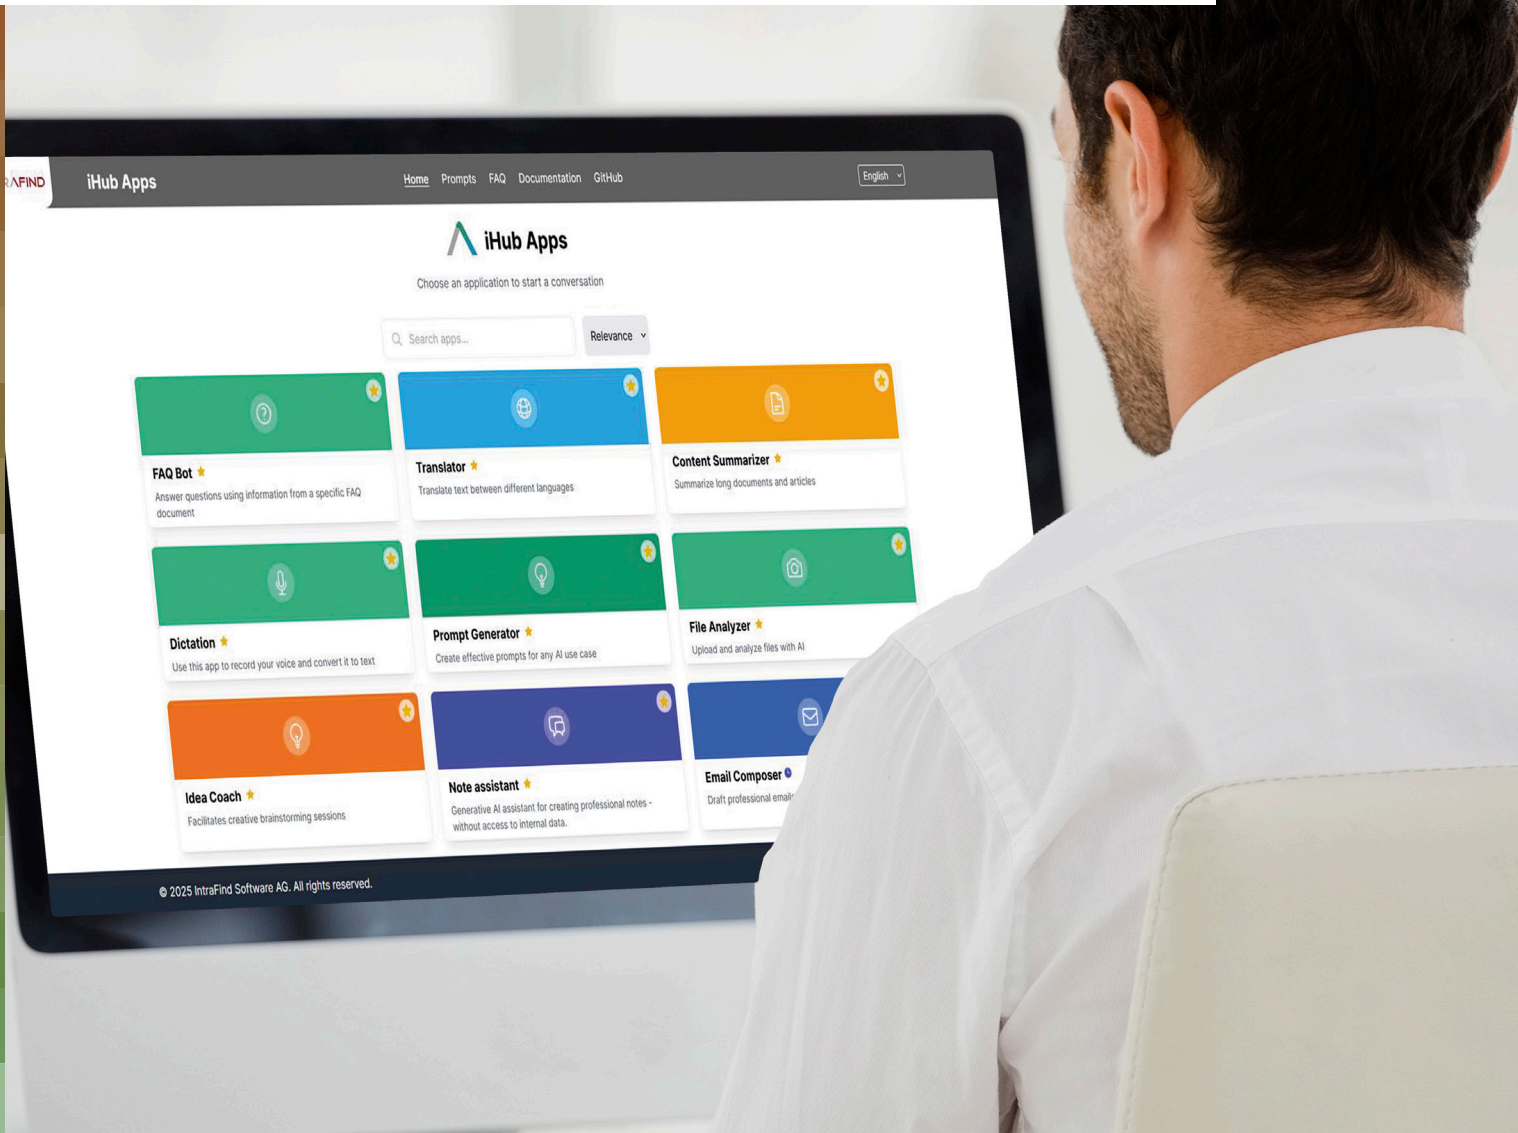 RAFIND
iHub Apps
Home Prompts FAQ Documentation GitHub
English
iHub Apps
Choose an application to start a conversation
Search apps...
Relevance
FAQ Bot
Answer questions using information from a specific FAQ
document
Translator
Translate text between different languages
Content Summarizer
Summarize long documents and articles
Dictation
Use this app to record your voice and convert it to text
Prompt Generator
Create effective prompts for any AI use case
File Analyzer
Upload and analyze files with AI
Idea Coach
Facilitates creative brainstorming sessions
Note assistant
Generative AI assistant for creating professional notes -
without access to internal data.
Email Composer
Draft professional emails
© 2025 IntraFind Software AG. All rights reserved.